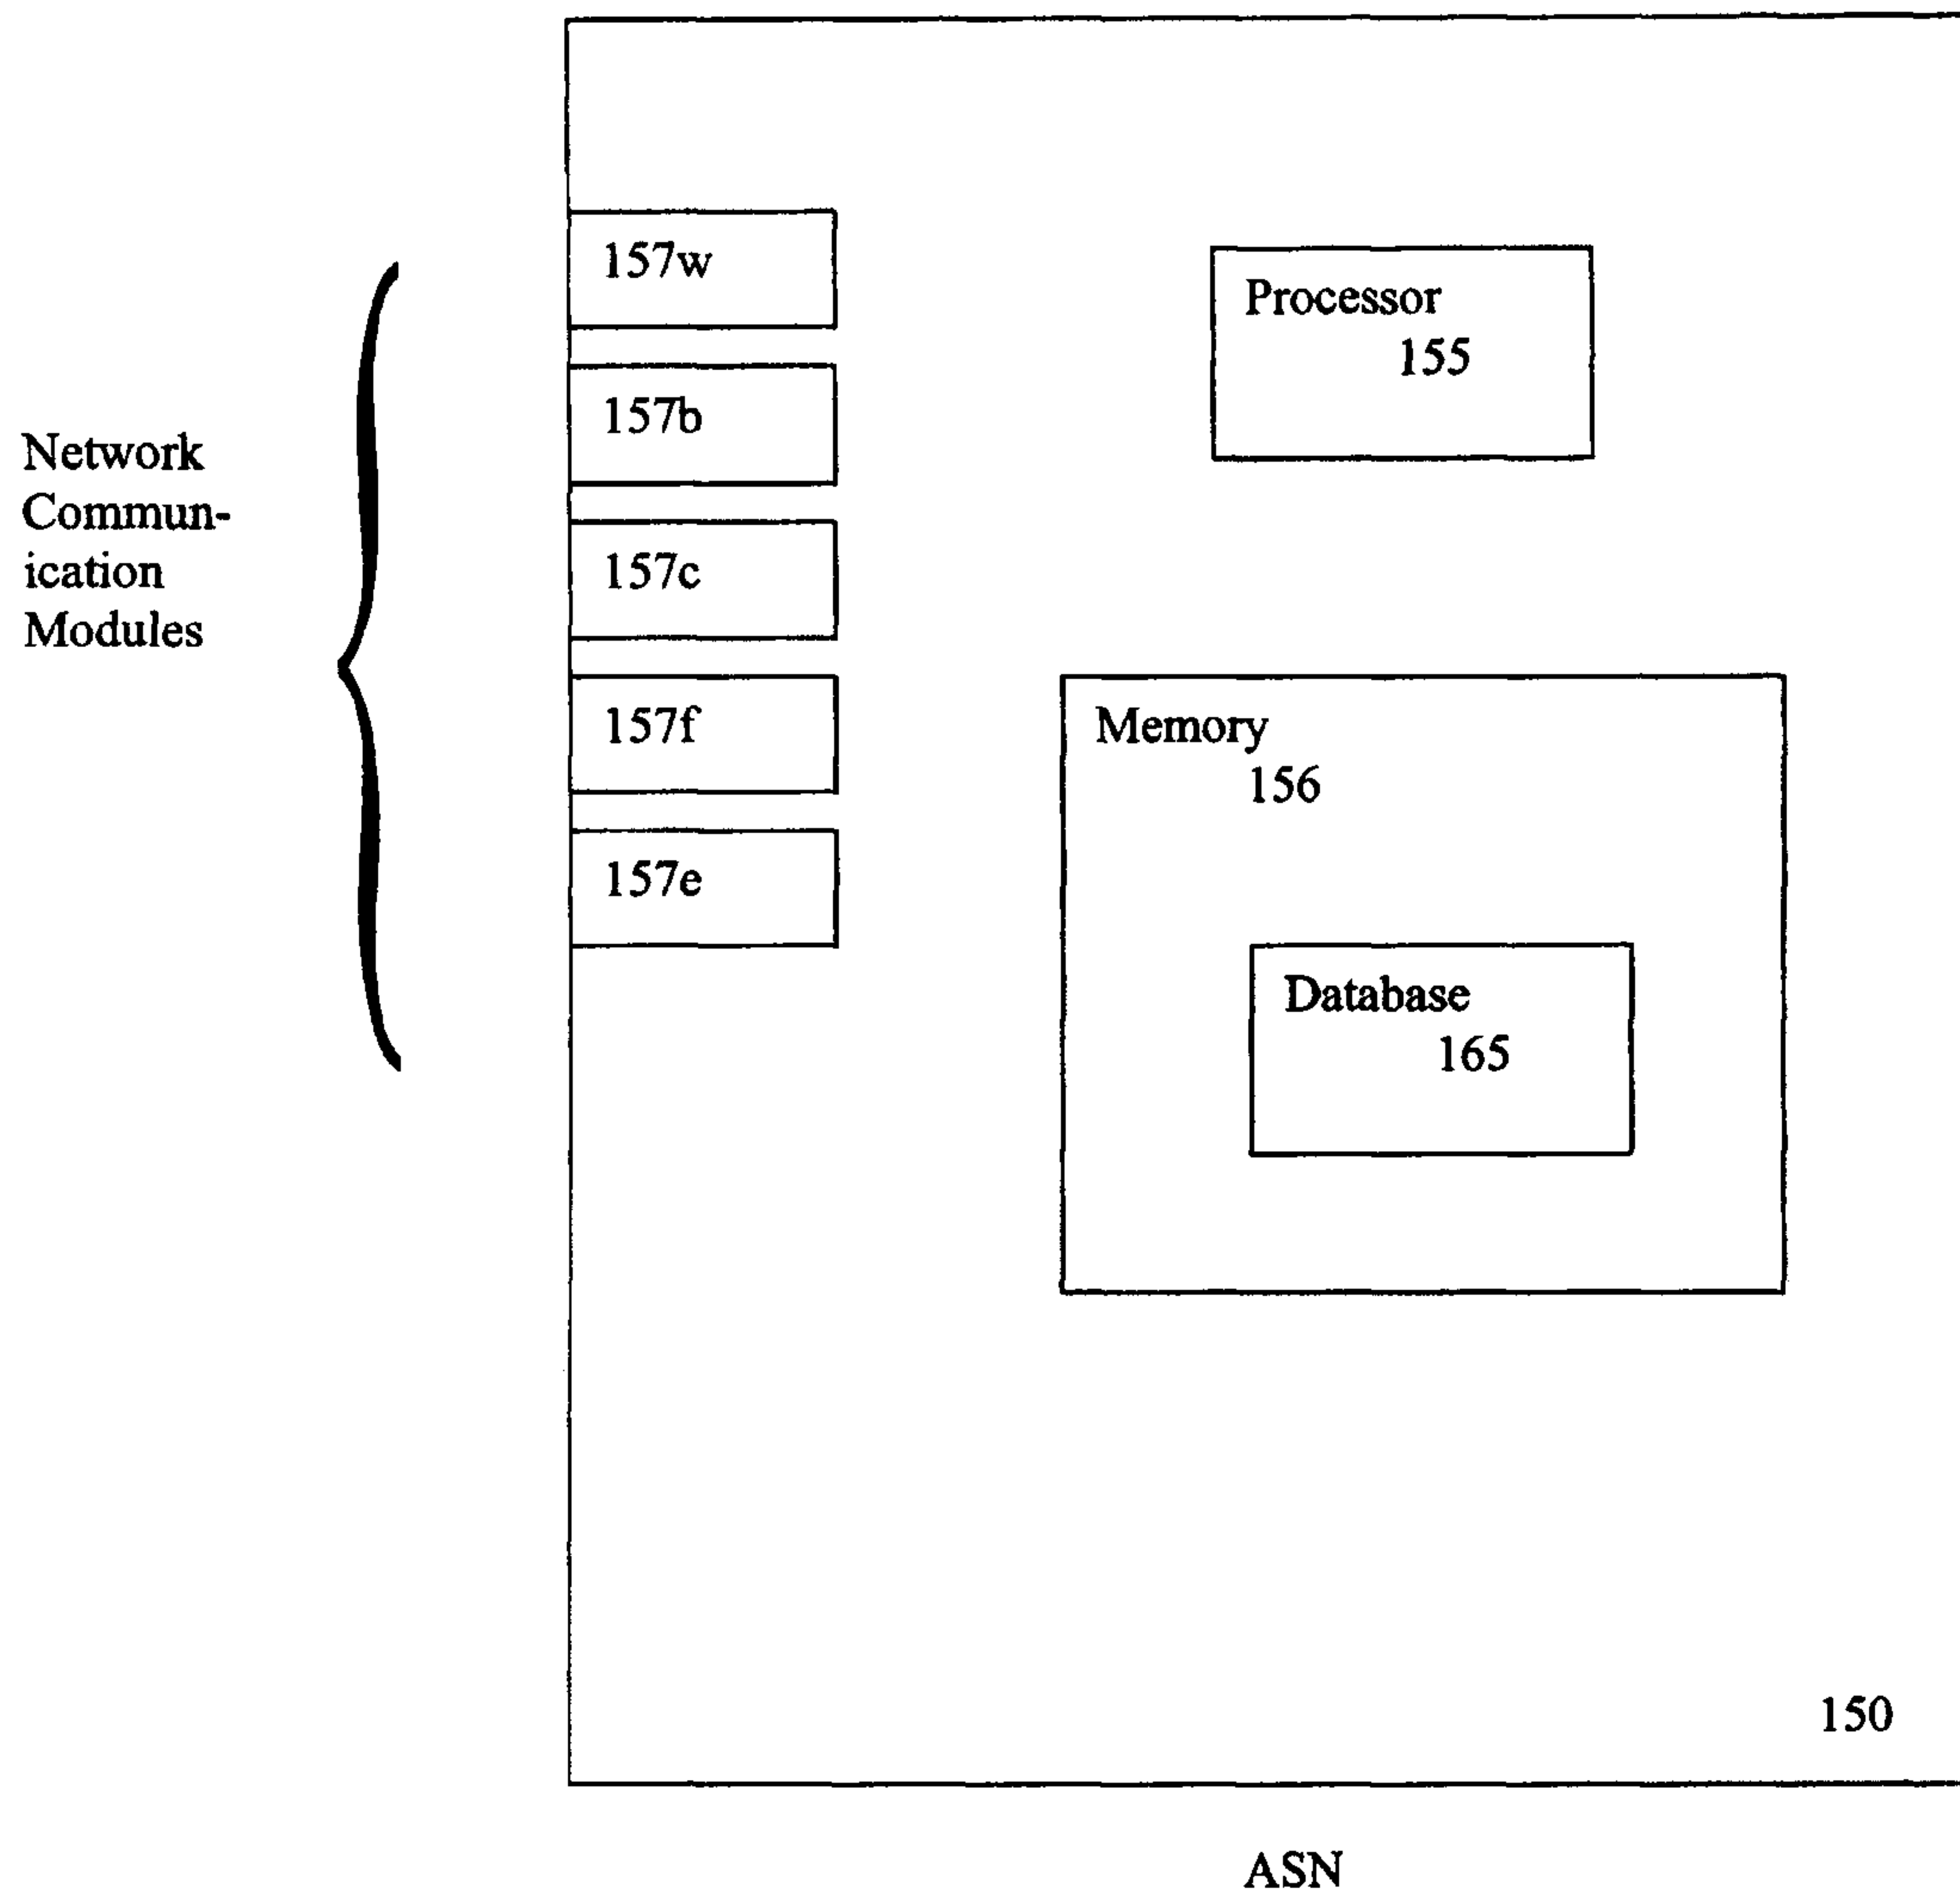 Network
Commun-
ication
Modules
157w
157b
157c
157f
157e
Processor
155
Memory
156
Database
165
150
ASN